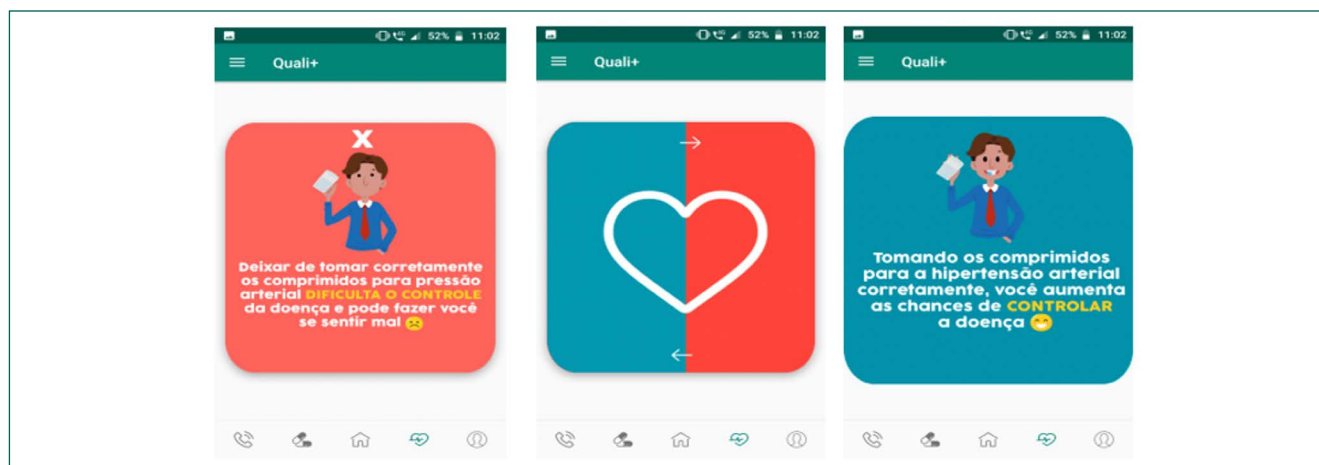 52% 11:02
Quali+
X
Deixar de tomar corretamente
os comprimidos para pressão
arterial DIFICULTA O CONTROLE
da doença e pode fazer você
se sentir mal ☹️
52% 11:02
Quali+
52% 11:02
Quali+
Tomando os comprimidos
para a hipertensão arterial
corretamente, você aumenta
as chances de CONTROLAR
a doença 😁